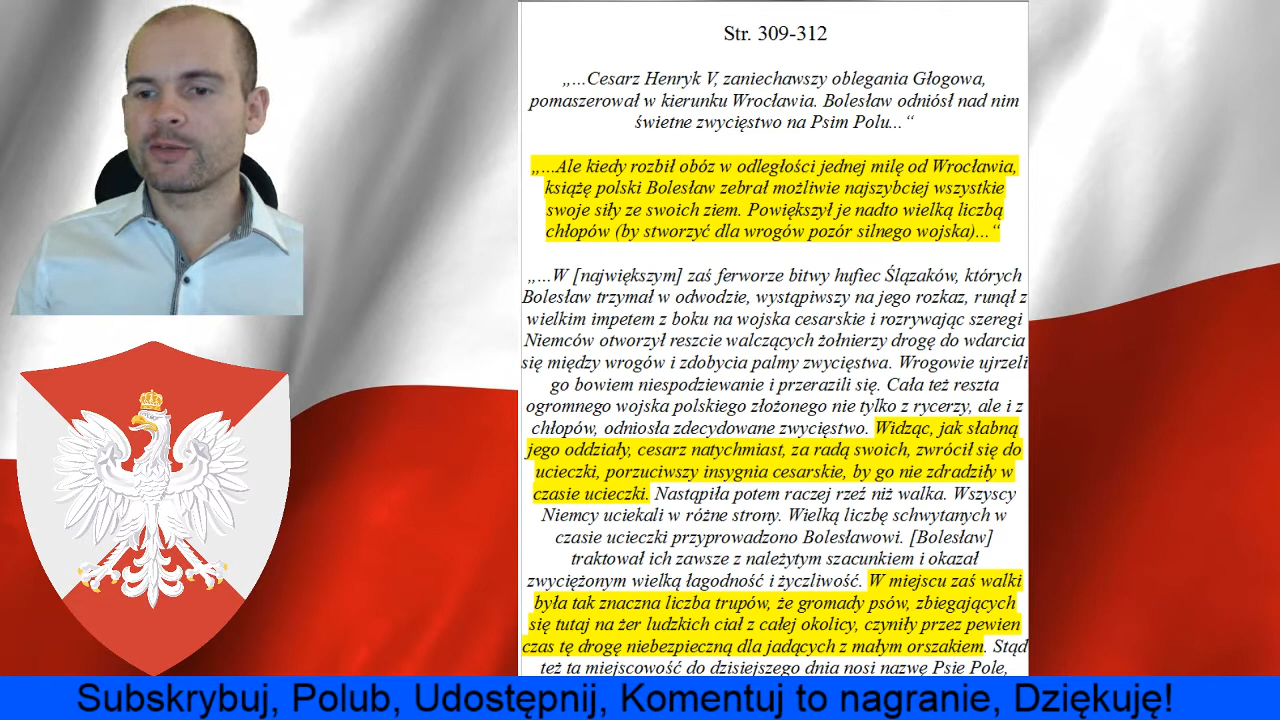 Str. 309-312
„...Cesarz Henryk V, zaniechawszy oblegania Głogowa,
pomaszerował w kierunku Wrocławia. Bolesław odniósł nad nim
świetne zwycięstwo na Psim Polu...“
„...Ale kiedy rozbił obóz w odległości jednej milę od Wrocławia,
książę polski Bolesław zebrał możliwie najszybciej wszystkie
swoje siły ze swoich ziem. Powiększył je nadto wielką liczbą
chłopów (by stworzyć dla wrogów pozór silnego wojska)...“
„...W [największym] zaś ferworze bitwy hufiec Ślązaków, których
Bolesław trzymał w odwodzie, wystąpiwszy na jego rozkaz, runął z
wielkim impetem z boku na wojska cesarskie i rozrywając szeregi
Niemców otworzył reszcie walczących żołnierzy drogę do wdarcia
się między wrogów i zdobycia palmy zwycięstwa. Wrogowie ujrzeli
go bowiem niespodziewanie i przerazili się. Cała też reszta
ogromnego wojska polskiego złożonego nie tylko z rycerzy, ale i z
chłopów, odniosła zdecydowane zwycięstwo. Widząc, jak słabną
jego oddziały, cesarz natychmiast, za radą swoich, zwrócił się do
ucieczki, porzuciwszy insygnia cesarskie, by go nie zdradziły w
czasie ucieczki. Nastąpiła potem raczej rzeź niż walka. Wszyscy
Niemcy uciekali w różne strony. Wielką liczbę schwytanych w
czasie ucieczki przyprowadzono Bolesławowi. [Bolesław]
traktował ich zawsze z należytym szacunkiem i okazał
zwyciężonym wielką łagodność i życzliwość. W miejscu zaś walki
była tak znaczna liczba trupów, że gromady psów, zbiegających
się tutaj na żer ludzkich ciał z całej okolicy, czyniły przez pewien
czas tę drogę niebezpieczną dla jadących z małym orszakiem. Stąd
też ta miejscowość do dzisiejszego dnia nosi nazwę Psie Pole,
Subskrybuj, Polub, Udostępnij, Komentuj to nagranie, Dziękuję!